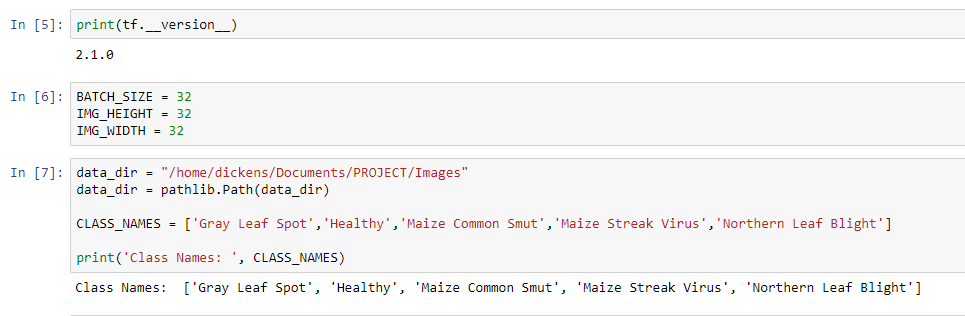 In [5]: print(tf.__version__)
2.1.0
In [6]: BATCH_SIZE = 32
IMG_HEIGHT = 32
IMG_WIDTH = 32
In [7]: data_dir = "/home/dickens/Documents/PROJECT/Images"
data_dir = pathlib.Path(data_dir)
CLASS_NAMES = ['Gray Leaf Spot','Healthy','Maize Common Smut','Maize Streak Virus','Northern Leaf Blight']
print('Class Names: ', CLASS_NAMES)
Class Names:  ['Gray Leaf Spot', 'Healthy', 'Maize Common Smut', 'Maize Streak Virus', 'Northern Leaf Blight']